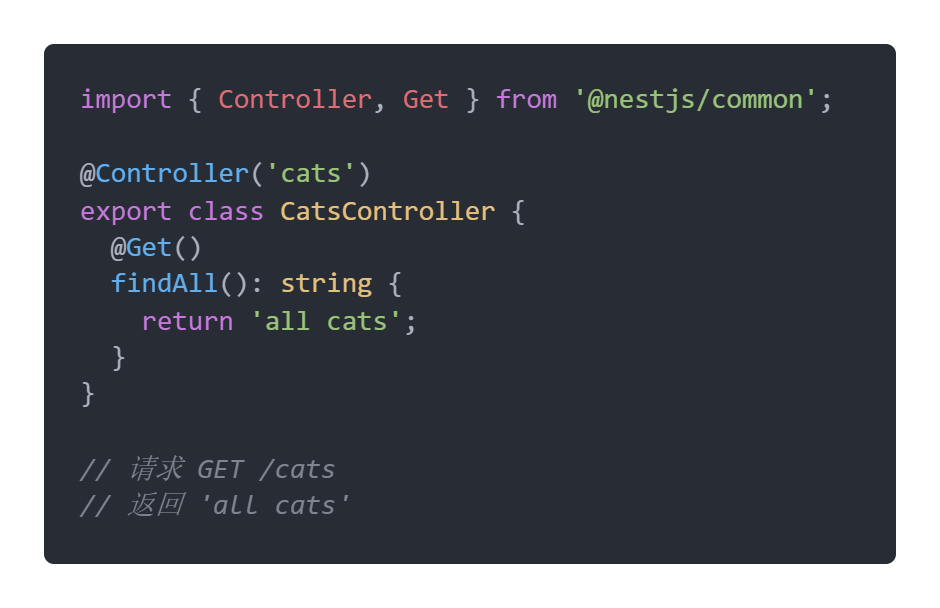 import { Controller, Get } from '@nestjs/common';
@Controller('cats')
export class CatsController {
  @Get()
  findAll(): string {
    return 'all cats';
  }
}
// 请求 GET /cats
// 返回 'all cats'